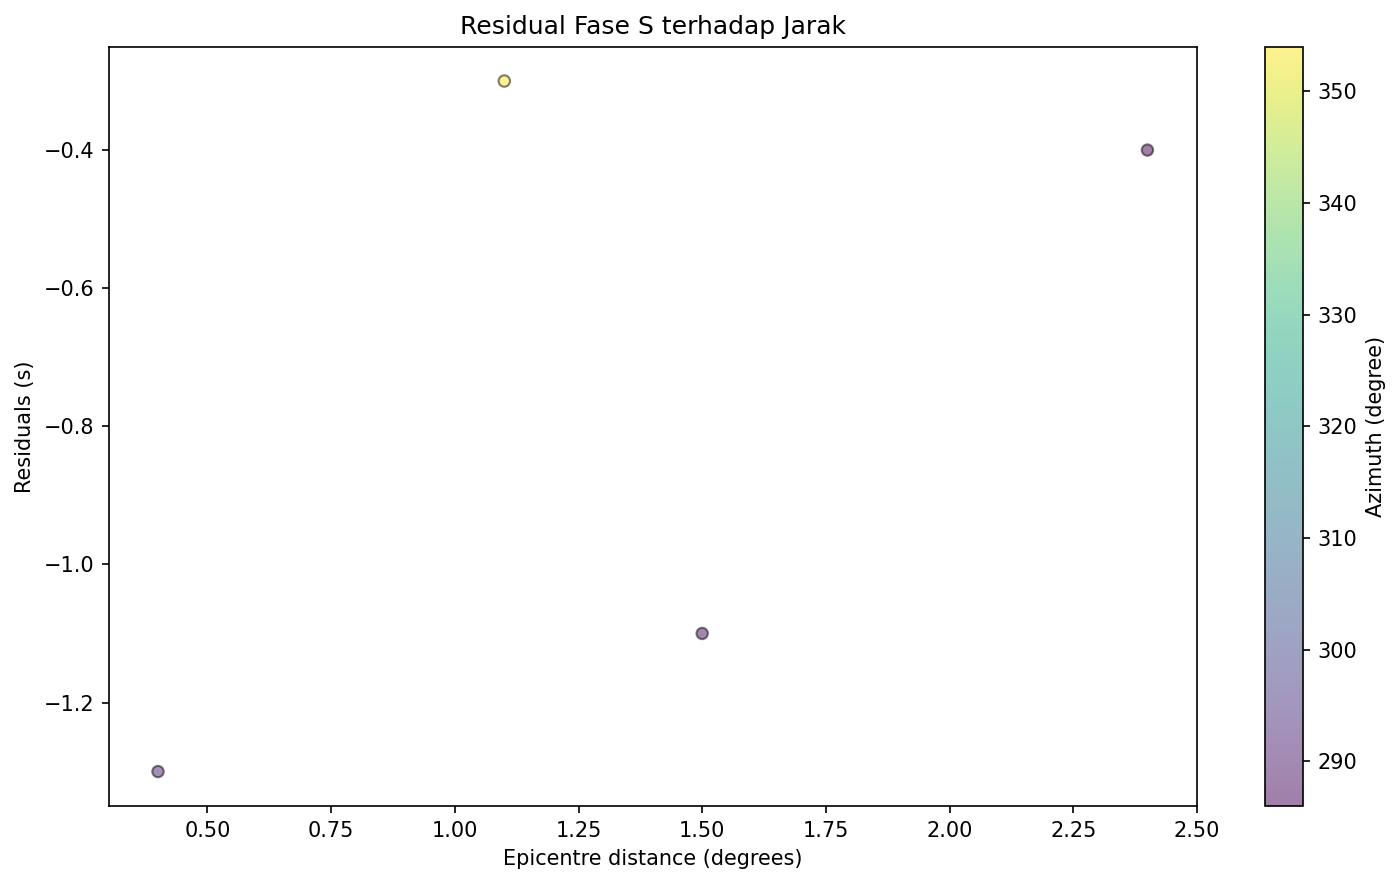 Residual Fase S terhadap Jarak
Residuals (s)
−0.4
−0.6
−0.8
−1.0
−1.2
0.50 0.75 1.00 1.25 1.50 1.75 2.00 2.25 2.50
Epicentre distance (degrees)
350
340
330
320
310
300
290
Azimuth (degree)